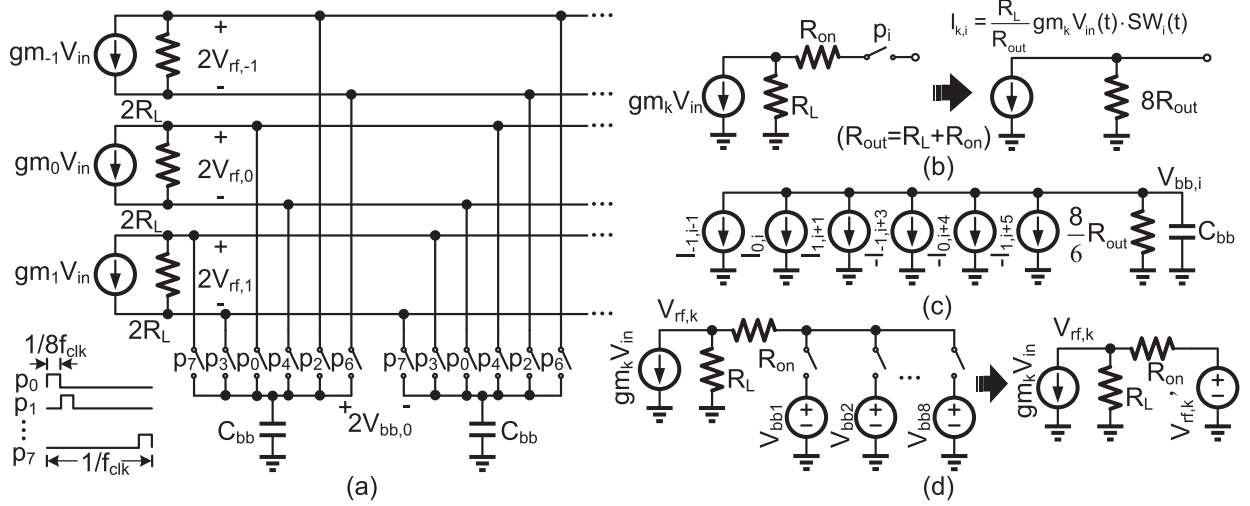 gm-1Vin
+
2Vrf,-1
-
2RL
gm0Vin
+
2Vrf,0
-
2RL
gm1Vin
+
2Vrf,1
-
2RL
...
...
...
p7 p3 p0 p4 p2 p6
p7 p3 p0 p4 p2 p6
Cbb
+
2Vbb,0
-
Cbb
1/8fclk
p0
p1
⋮
p7
1/fclk
(a)
Ik,i = RL/Rout gmkVin(t)·SWi(t)
Ron
pi
gmkVin
RL
8Rout
(Rout=RL+Ron)
(b)
Vbb,i
I-1,i-1
I0,i
I1,i+1
-I-1,i+3
-I0,i+4
-I1,i+5
8/6 Rout
Cbb
(c)
Vrf,k
gmkVin
Ron
RL
Vbb1
+
-
Vbb2
+
-
...
Vbb8
+
-
Vrf,k
gmkVin
RL
Ron
V'rf,k
+
-
(d)